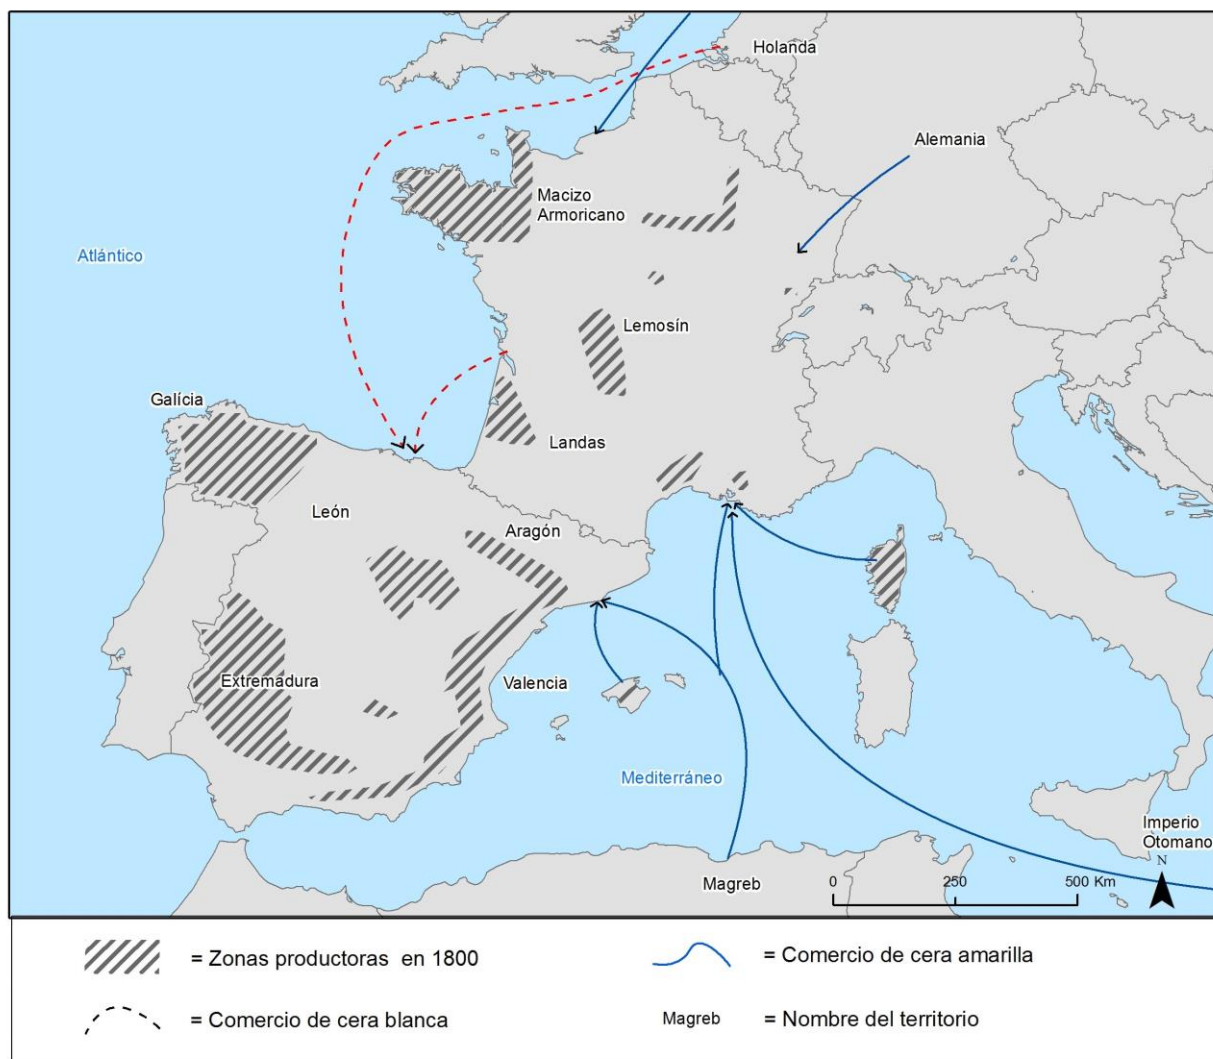 Holanda
Alemania
Macizo
Armoricano
Atlántico
Lemosín
Galícia
Landas
León
Aragón
Extremadura
Valencia
Mediterráneo
Imperio
Otomano
N
Magreb
0 250 500 Km
= Zonas productoras en 1800
= Comercio de cera amarilla
= Comercio de cera blanca
Magreb = Nombre del territorio